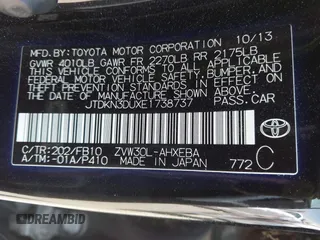 MFD.BY:TOYOTA MOTOR CORPORATION 10/13
GVWR 4010LB GAWR FR 2270LB RR 2175LB
THIS VEHICLE CONFORMS TO ALL APPLICABLE
FEDERAL MOTOR VEHICLE SAFETY, BUMPER, AND
THEFT PREVENTION STANDARDS IN EFFECT ON
THE DATE OF MANUFACTURE SHOWN ABOVE.
JTDKN3DUXE1738737
PASS.CAR
C/TR:202/FB10 ZVW30L-AHXEBA
A/TM:-01A/P410 MADE IN JAPAN 772 C
TOYOTA
DREAMBID